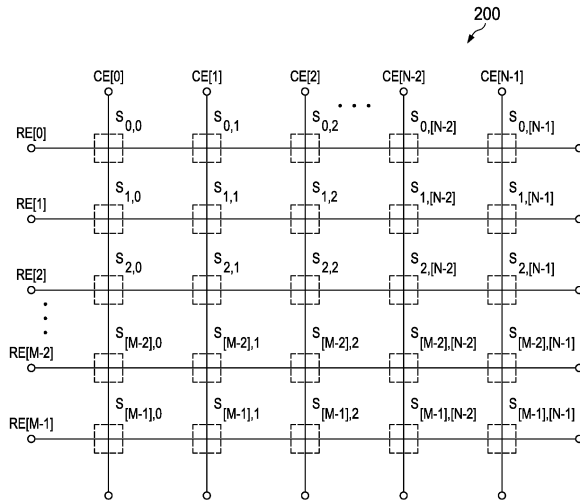 200
CE[0] CE[1] CE[2] CE[N-2] CE[N-1]
. . .
RE[0] S0,0 S0,1 S0,2 S0,[N-2] S0,[N-1]
RE[1] S1,0 S1,1 S1,2 S1,[N-2] S1,[N-1]
RE[2] S2,0 S2,1 S2,2 S2,[N-2] S2,[N-1]
RE[M-2] S[M-2],0 S[M-2],1 S[M-2],2 S[M-2],[N-2] S[M-2],[N-1]
RE[M-1] S[M-1],0 S[M-1],1 S[M-1],2 S[M-1],[N-2] S[M-1],[N-1]